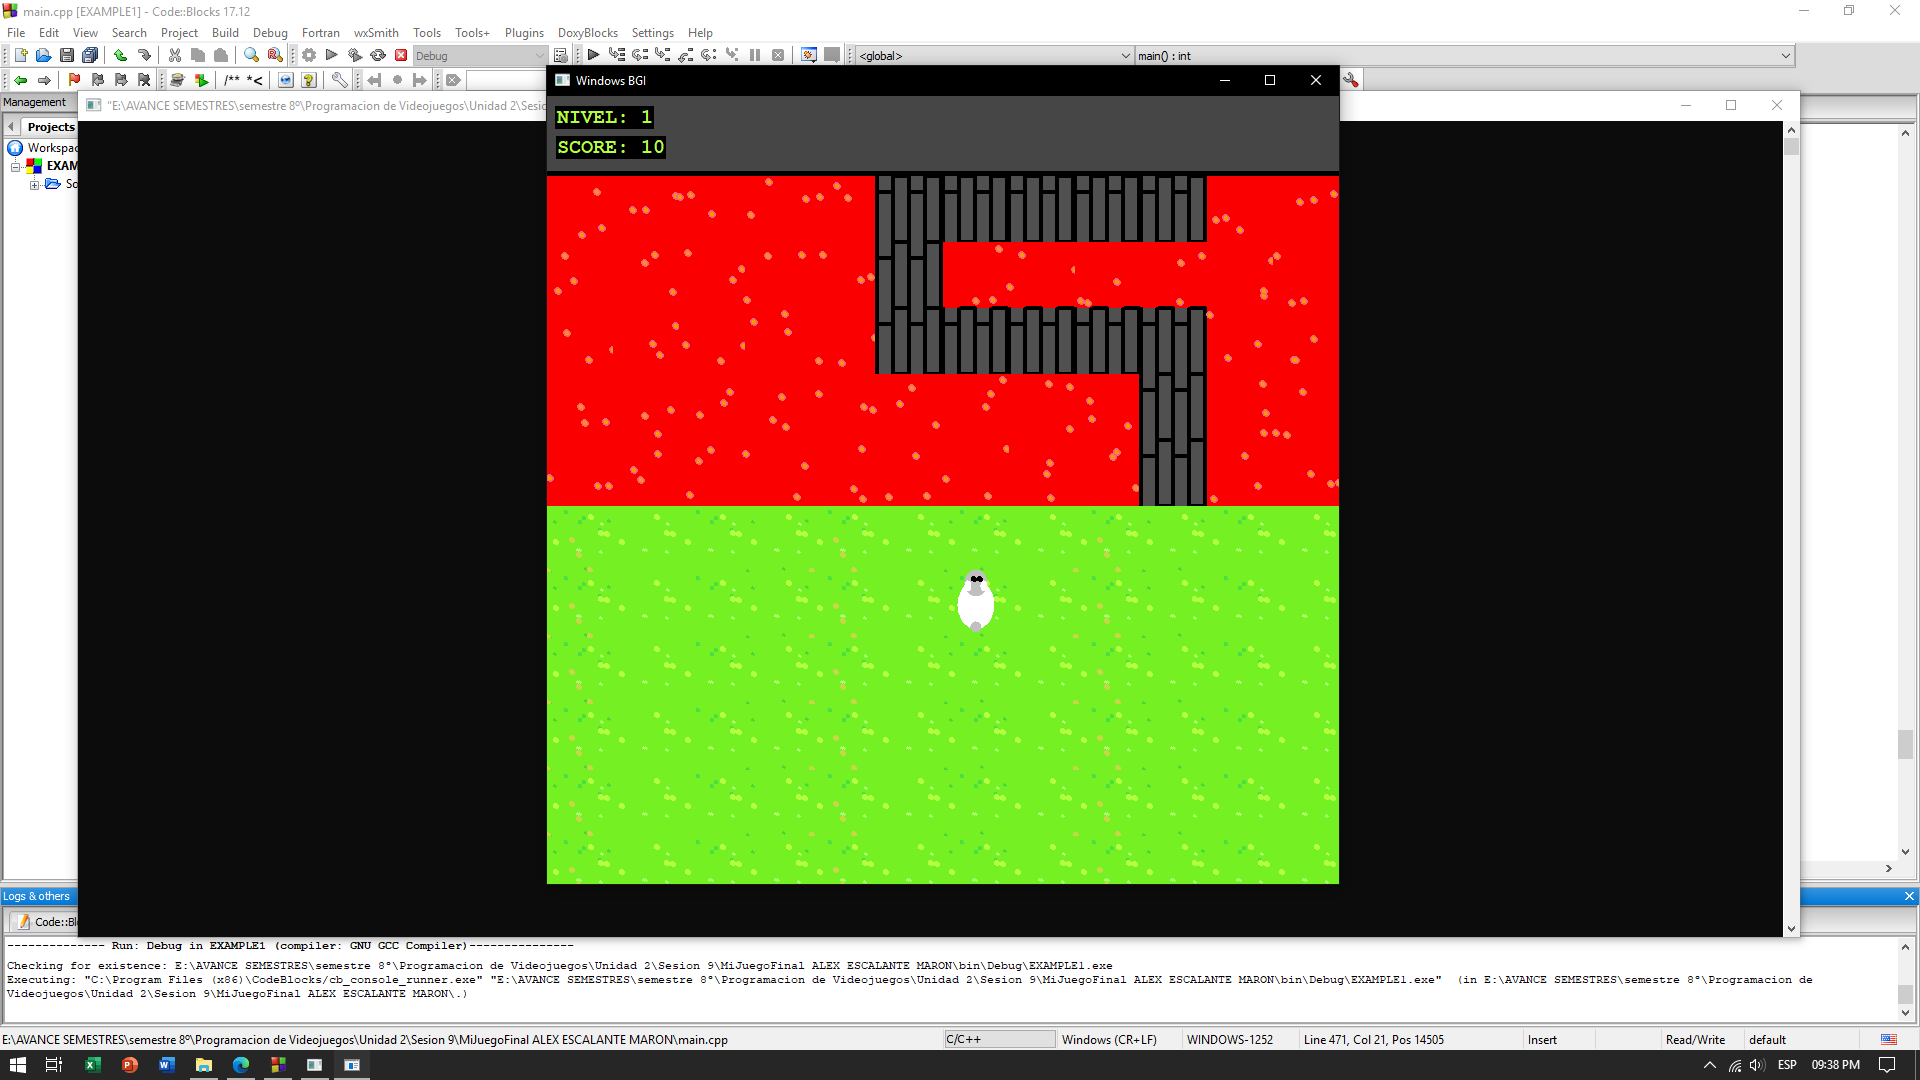 main.cpp [EXAMPLE1] - Code::Blocks 17.12
File Edit View Search Project Build Debug Fortran wxSmith Tools Tools+ Plugins DoxyBlocks Settings Help
Debug <global> main() : int
/** *<
Management
Windows BGI
"E:\AVANCE SEMESTRES\semestre 8º\Programacion de Videojuegos\Unidad 2\Sesio
NIVEL: 1
SCORE: 10
Projects
Workspa
EXAM
So
Logs & others
Code::Bl
-------------- Run: Debug in EXAMPLE1 (compiler: GNU GCC Compiler)---------------
Checking for existence: E:\AVANCE SEMESTRES\semestre 8º\Programacion de Videojuegos\Unidad 2\Sesion 9\MiJuegoFinal ALEX ESCALANTE MARON\bin\Debug\EXAMPLE1.exe
Executing: "C:\Program Files (x86)\CodeBlocks/cb_console_runner.exe" "E:\AVANCE SEMESTRES\semestre 8º\Programacion de Videojuegos\Unidad 2\Sesion 9\MiJuegoFinal ALEX ESCALANTE MARON\bin\Debug\EXAMPLE1.exe" (in E:\AVANCE SEMESTRES\semestre 8º\Programacion de
Videojuegos\Unidad 2\Sesion 9\MiJuegoFinal ALEX ESCALANTE MARON\.)
E:\AVANCE SEMESTRES\semestre 8º\Programacion de Videojuegos\Unidad 2\Sesion 9\MiJuegoFinal ALEX ESCALANTE MARON\main.cpp C/C++ Windows (CR+LF) WINDOWS-1252 Line 471, Col 21, Pos 14505 Insert Read/Write default
ESP 09:38 PM